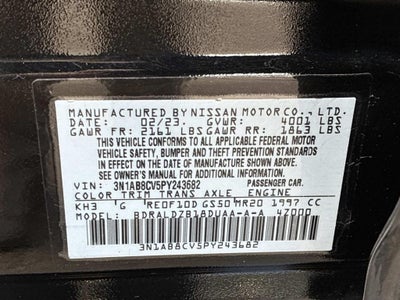 MANUFACTURED BY NISSAN MOTOR CO., LTD.
DATE: 02/23. GVWR: 4001 LBS
GAWR FR: 2161 LBS GAWR RR: 1863 LBS
THIS VEHICLE CONFORMS TO ALL APPLICABLE FEDERAL MOTOR
VEHICLE SAFETY, BUMPER AND THEFT PREVENTION STANDARDS
IN EFFECT ON THE DATE OF MANUFACTURE SHOWN ABOVE.
SEE MANUAL FOR ADDITIONAL INFORMATION.
VIN: 3N1AB8CV5PY243682 PASSENGER CAR.
COLOR TRIM TRANS AXLE ENGINE
KH3 'G 'RE0F10D GS50'MR20 1997 CC
MODEL: BDRALDZB18DUAA-A-A 4Z000
3N1AB8CV5PY243682